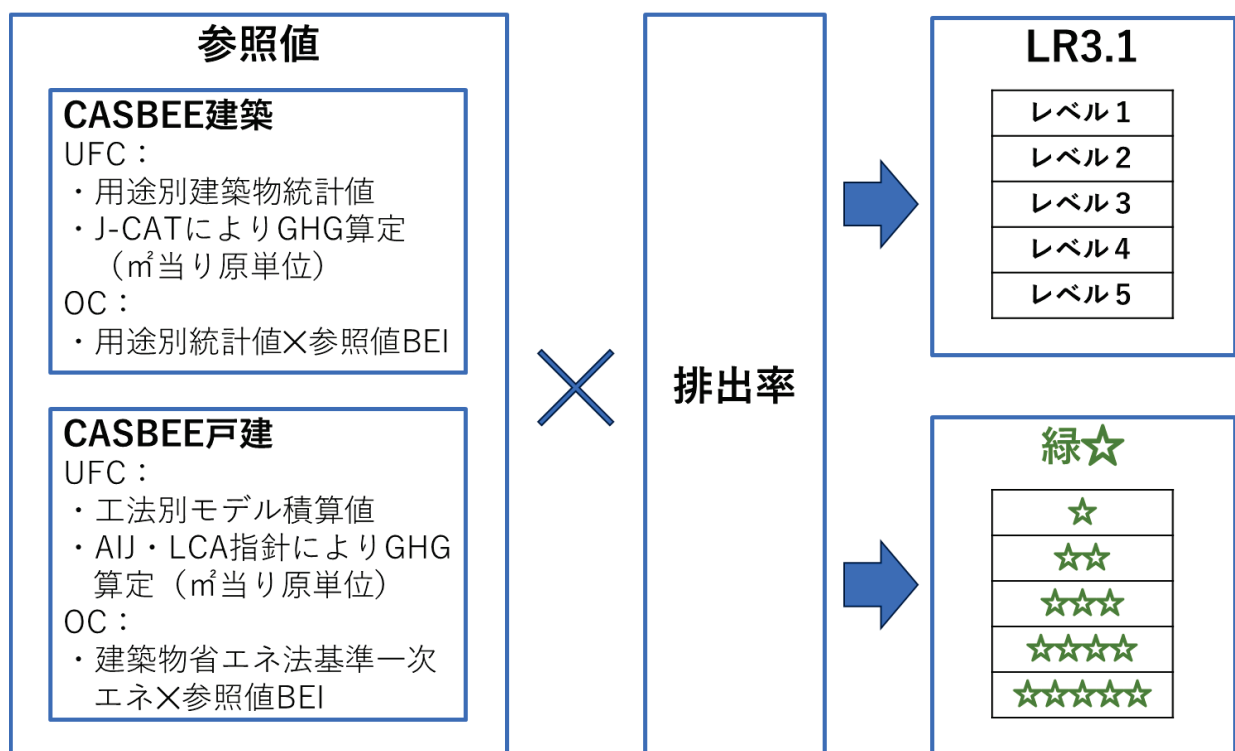 参照値
CASBEE建築
UFC：
・用途別建築物統計値
・J-CATによりGHG算定
（㎡当り原単位）
OC：
・用途別統計値×参照値BEI
CASBEE戸建
UFC：
・工法別モデル積算値
・AIJ・LCA指針によりGHG
算定（㎡当り原単位）
OC：
・建築物省エネ法基準一次
エネ×参照値BEI
×
排出率
LR3.1
レベル1
レベル2
レベル3
レベル4
レベル5
緑☆
☆
☆☆
☆☆☆
☆☆☆☆
☆☆☆☆☆